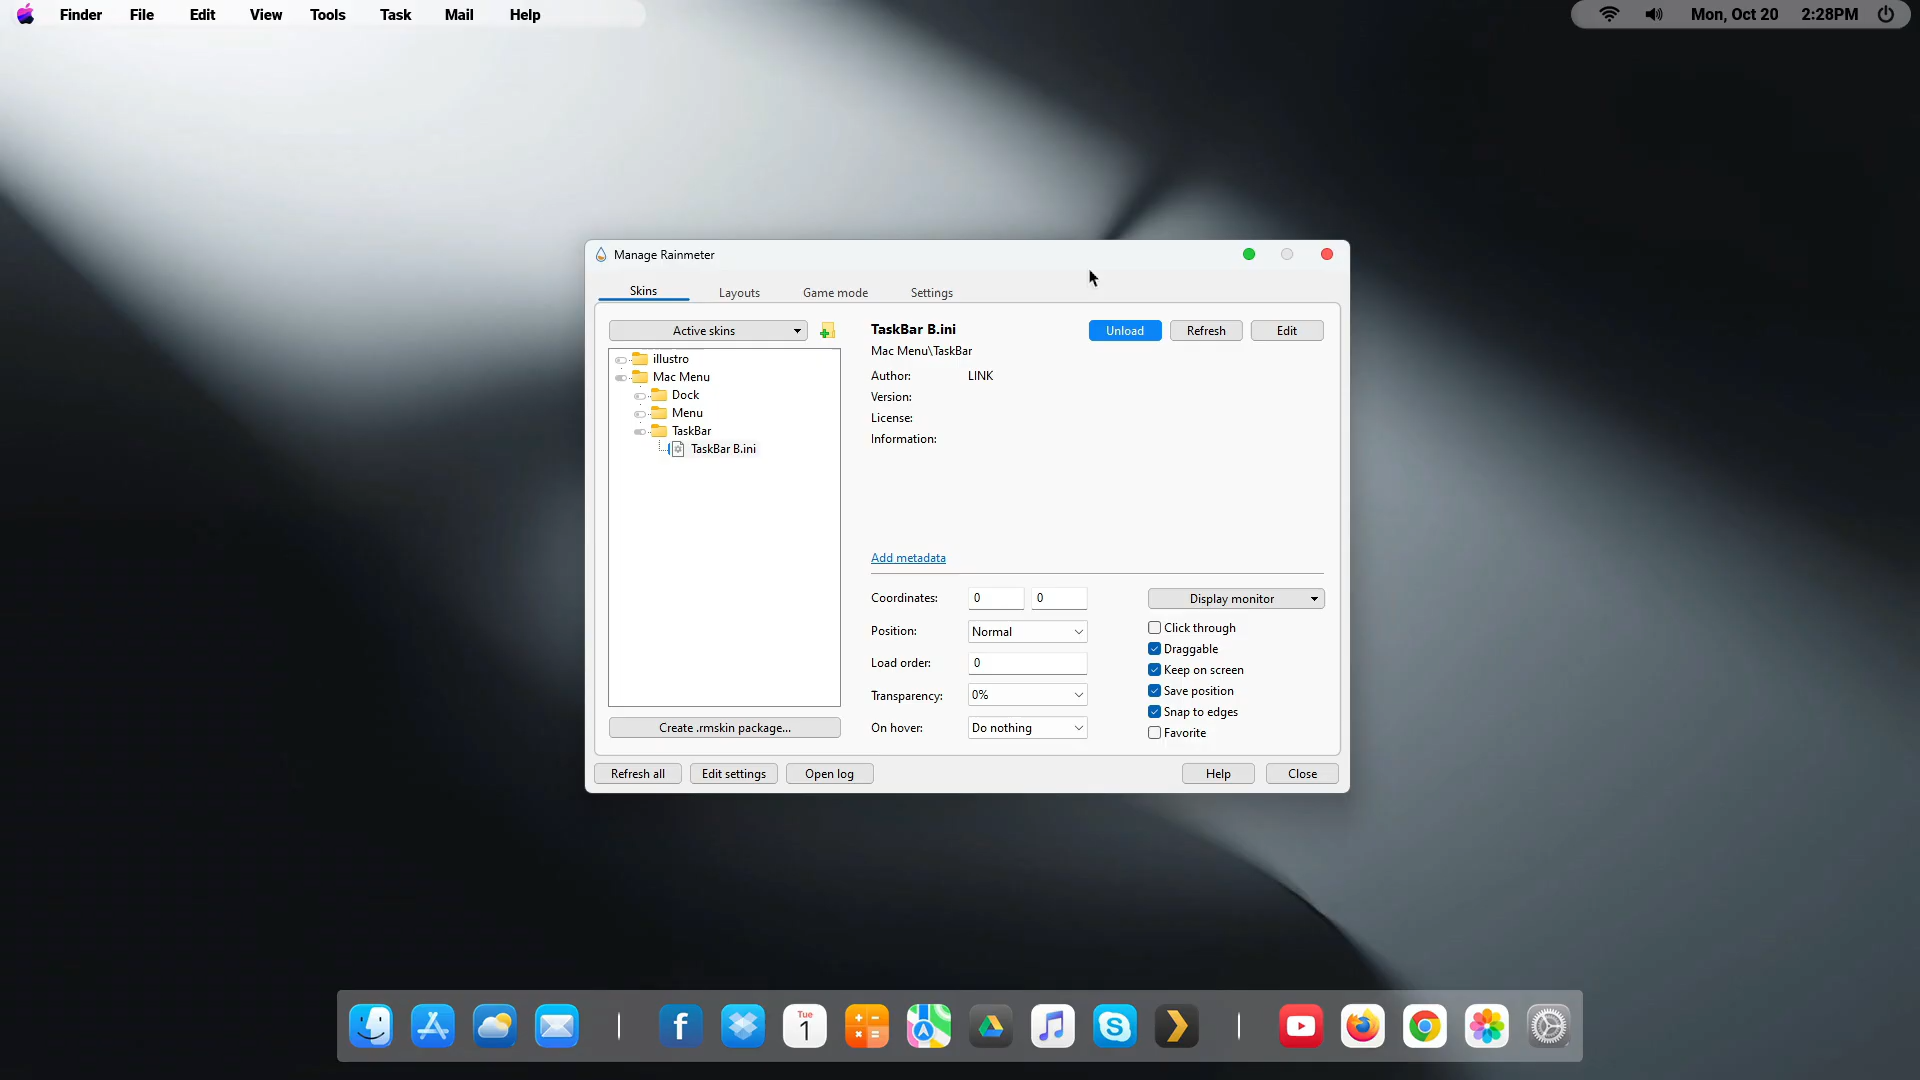 Finder File Edit View Tools Task Mail Help
Mon, Oct 20 2:28PM
Manage Rainmeter
Skins Layouts Game mode Settings
Active skins
illustro
Mac Menu
Dock
Menu
TaskBar
TaskBar B.ini
Create .rmskin package...
TaskBar B.ini
Unload Refresh Edit
Mac Menu\TaskBar
Author: LINK
Version:
License:
Information:
Add metadata
Coordinates: 0 0
Position: Normal
Load order: 0
Transparency: 0%
On hover: Do nothing
Display monitor
Click through
Draggable
Keep on screen
Save position
Snap to edges
Favorite
Refresh all Edit settings Open log Help Close
f
Tue
1
A
S